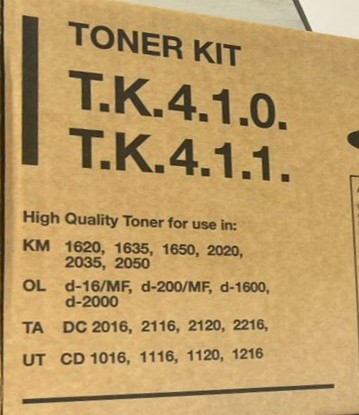 TONER KIT
T.K.4.1.0.
T.K.4.1.1.
High Quality Toner for use in:
KM 1620, 1635, 1650, 2020,
2035, 2050
OL d-16/MF, d-200/MF, d-1600,
d-2000
TA DC 2016, 2116, 2120, 2216,
UT CD 1016, 1116, 1120, 1216